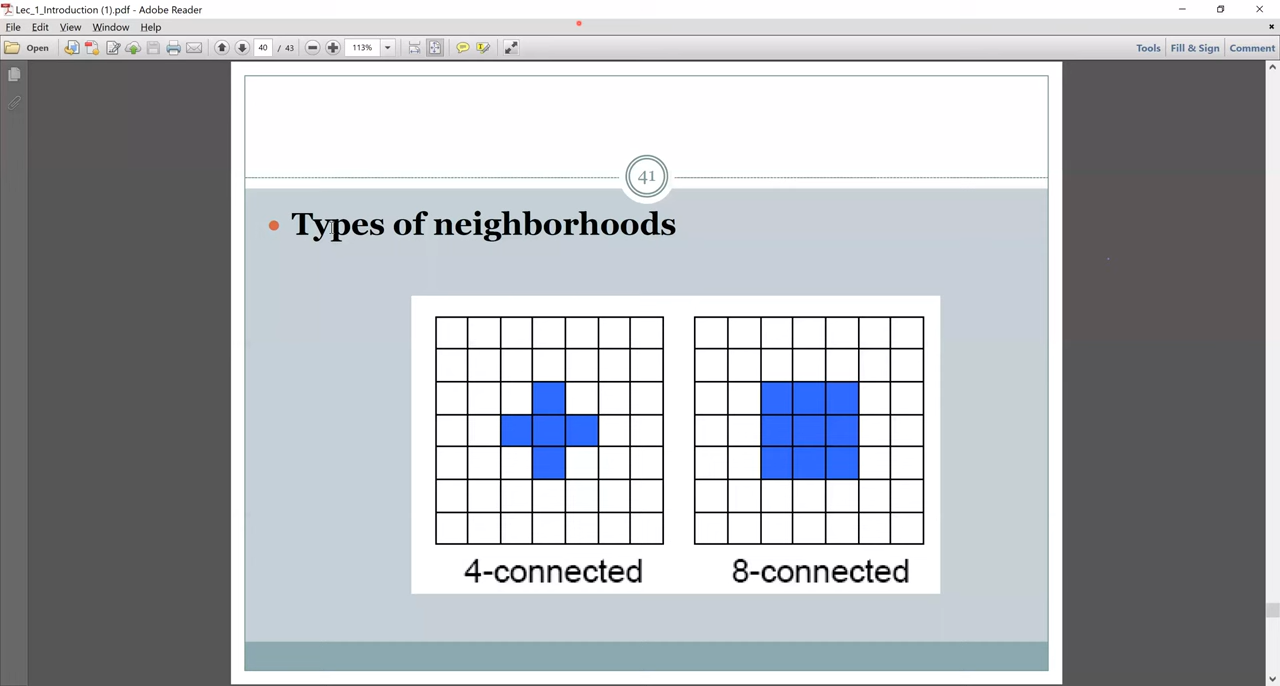 Lec_1_Introduction (1).pdf - Adobe Reader
File Edit View Window Help
Open 40 / 43 113% Tools Fill & Sign Comment
41
Types of neighborhoods
4-connected 8-connected